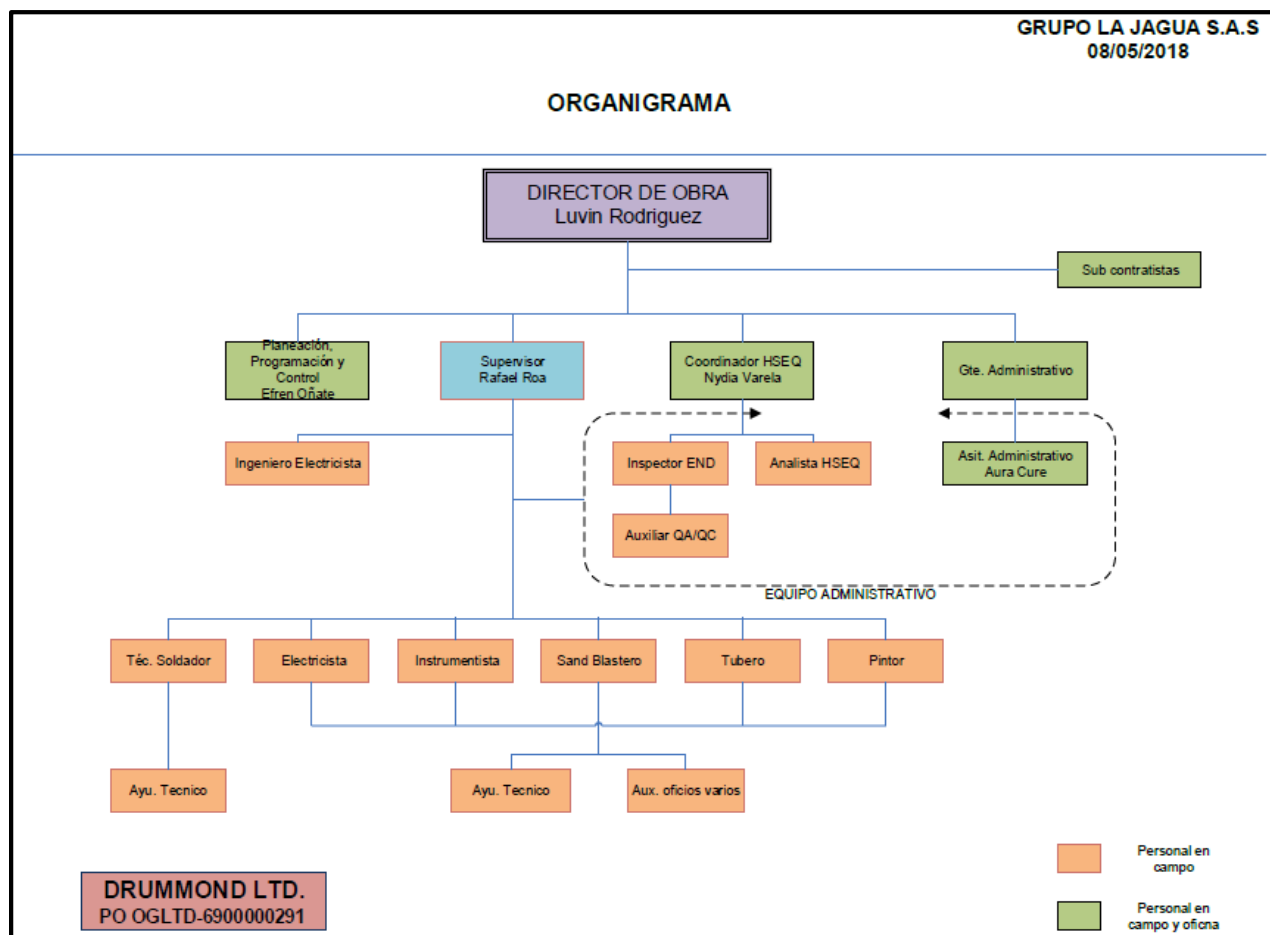 GRUPO LA JAGUA S.A.S
08/05/2018
ORGANIGRAMA
DIRECTOR DE OBRA
Luvin Rodriguez
Sub contratistas
Planeación,
Programación y
Control
Efren Oñate
Supervisor
Rafael Roa
Coordinador HSEQ
Nydia Varela
Gte. Administrativo
Ingeniero Electricista
Inspector END
Analista HSEQ
Asit. Administrativo
Aura Cure
Auxiliar QA/QC
EQUIPO ADMINISTRATIVO
Téc. Soldador
Electricista
Instrumentista
Sand Blastero
Tubero
Pintor
Ayu. Tecnico
Ayu. Tecnico
Aux. oficios varios
DRUMMOND LTD.
PO OGLTD-6900000291
Personal en
campo
Personal en
campo y oficna